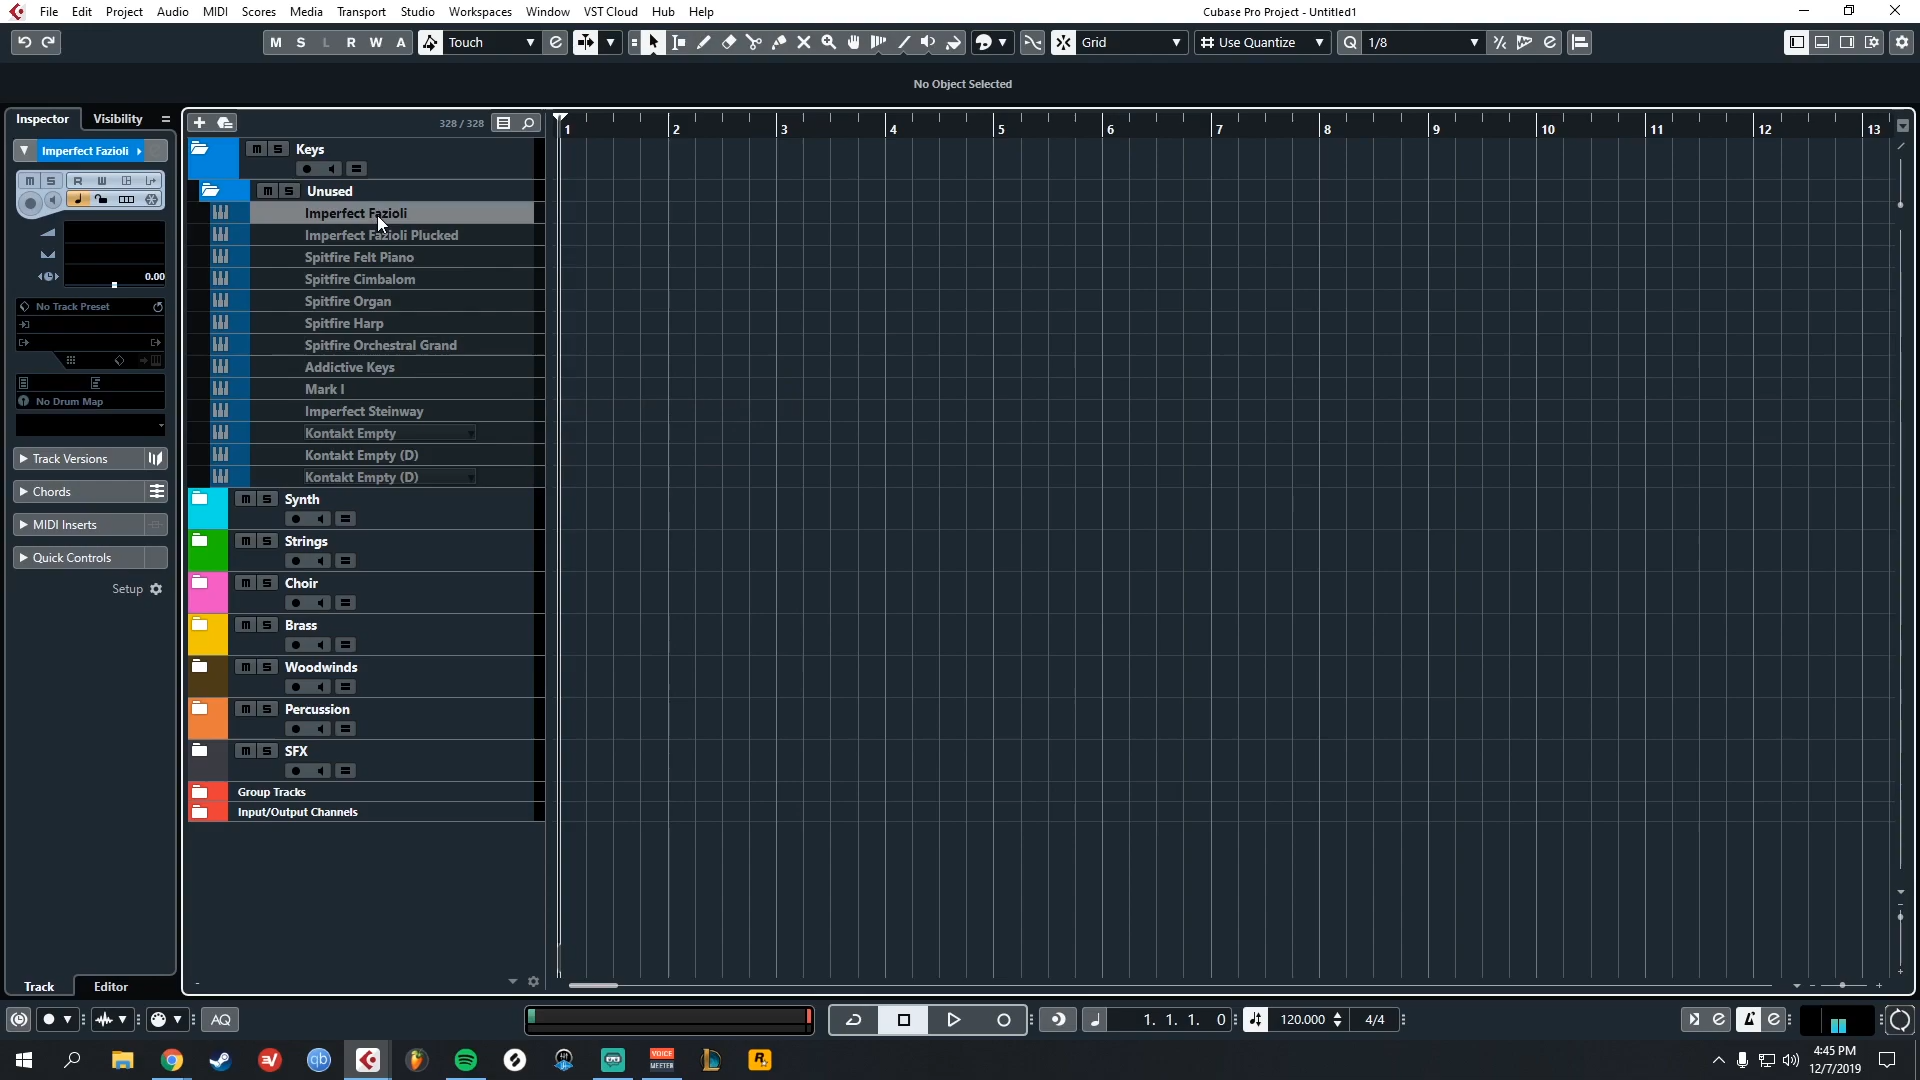 File Edit Project Audio MIDI Scores Media Transport Studio Workspaces Window VST Cloud Hub Help
Cubase Pro Project - Untitled1
M S L R W A Touch Grid Use Quantize Q 1/8
No Object Selected
Inspector Visibility
328 / 328
1 2 3 4 5 6 7 8 9 10 11 12 13
Imperfect Fazioli
m S R W
0.00
No Track Preset
No Drum Map
Track Versions
Chords
MIDI Inserts
Quick Controls
Setup
m S Keys
m S Unused
Imperfect Fazioli
Imperfect Fazioli Plucked
Spitfire Felt Piano
Spitfire Cimbalom
Spitfire Organ
Spitfire Harp
Spitfire Orchestral Grand
Addictive Keys
Mark I
Imperfect Steinway
Kontakt Empty
Kontakt Empty (D)
Kontakt Empty (D)
m S Synth
m S Strings
m S Choir
m S Brass
m S Woodwinds
m S Percussion
m S SFX
Group Tracks
Input/Output Channels
Track Editor
AQ
1. 1. 1. 0
120.000
4/4
qb
VOICE
MEETER
R
4:45 PM
12/7/2019